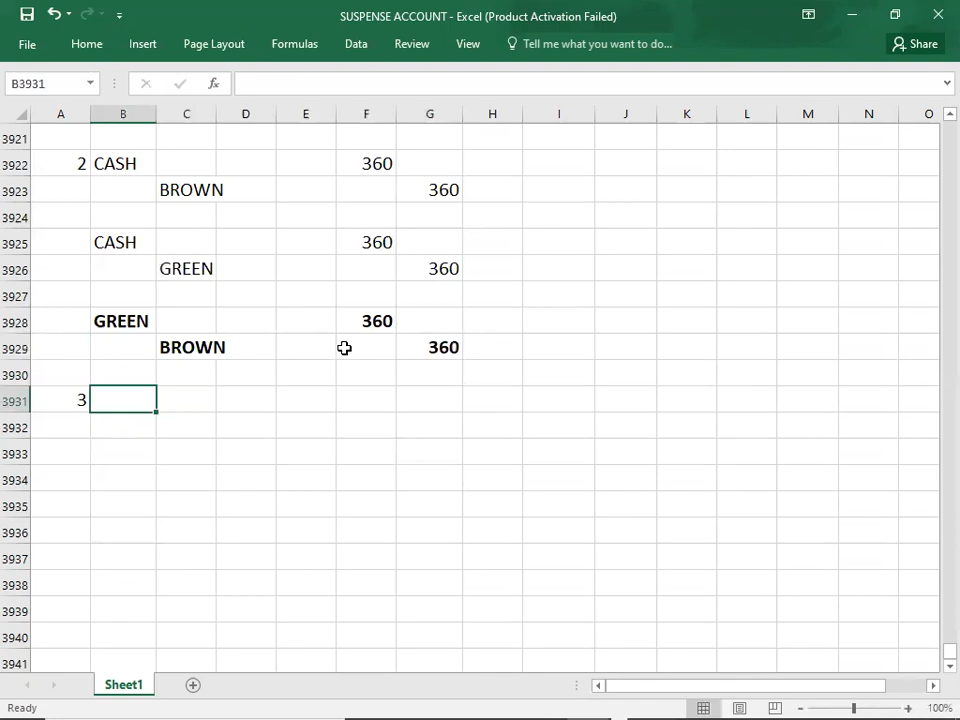 SUSPENSE ACCOUNT - Excel (Product Activation Failed)
File Home Insert Page Layout Formulas Data Review View Tell me what you want to do... Share
B3931 fx
A B C D E F G H I J K L M N O
3921
3922 2 CASH 360
3923 BROWN 360
3924
3925 CASH 360
3926 GREEN 360
3927
3928 GREEN 360
3929 BROWN 360
3930
3931 3
3932
3933
3934
3935
3936
3937
3938
3939
3940
3941
Sheet1
Ready 100%